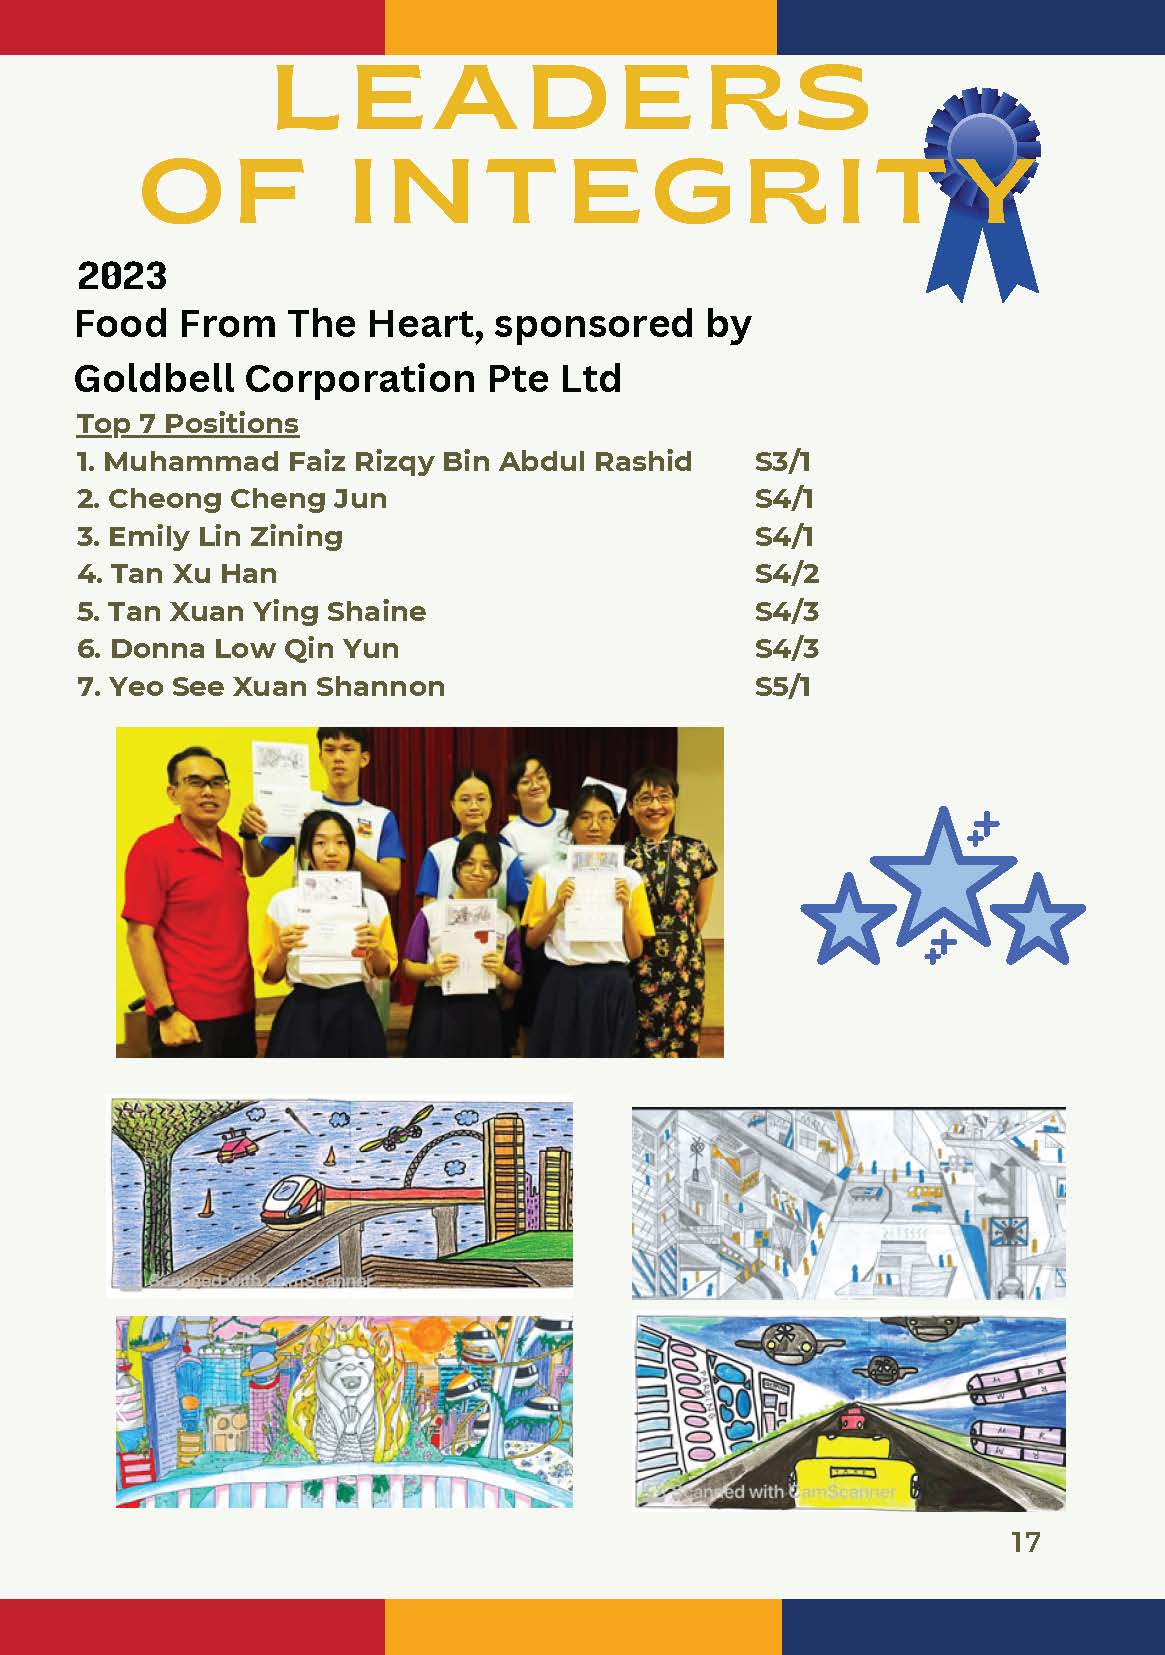 LEADERS
OF INTEGRITY
2023
Food From The Heart, sponsored by
Goldbell Corporation Pte Ltd
Top 7 Positions
1. Muhammad Faiz Rizqy Bin Abdul Rashid S3/1
2. Cheong Cheng Jun S4/1
3. Emily Lin Zining S4/1
4. Tan Xu Han S4/2
5. Tan Xuan Ying Shaine S4/3
6. Donna Low Qin Yun S4/3
7. Yeo See Xuan Shannon S5/1
Scanned with CamScanner
PARKING
Scanned with CamScanner
17